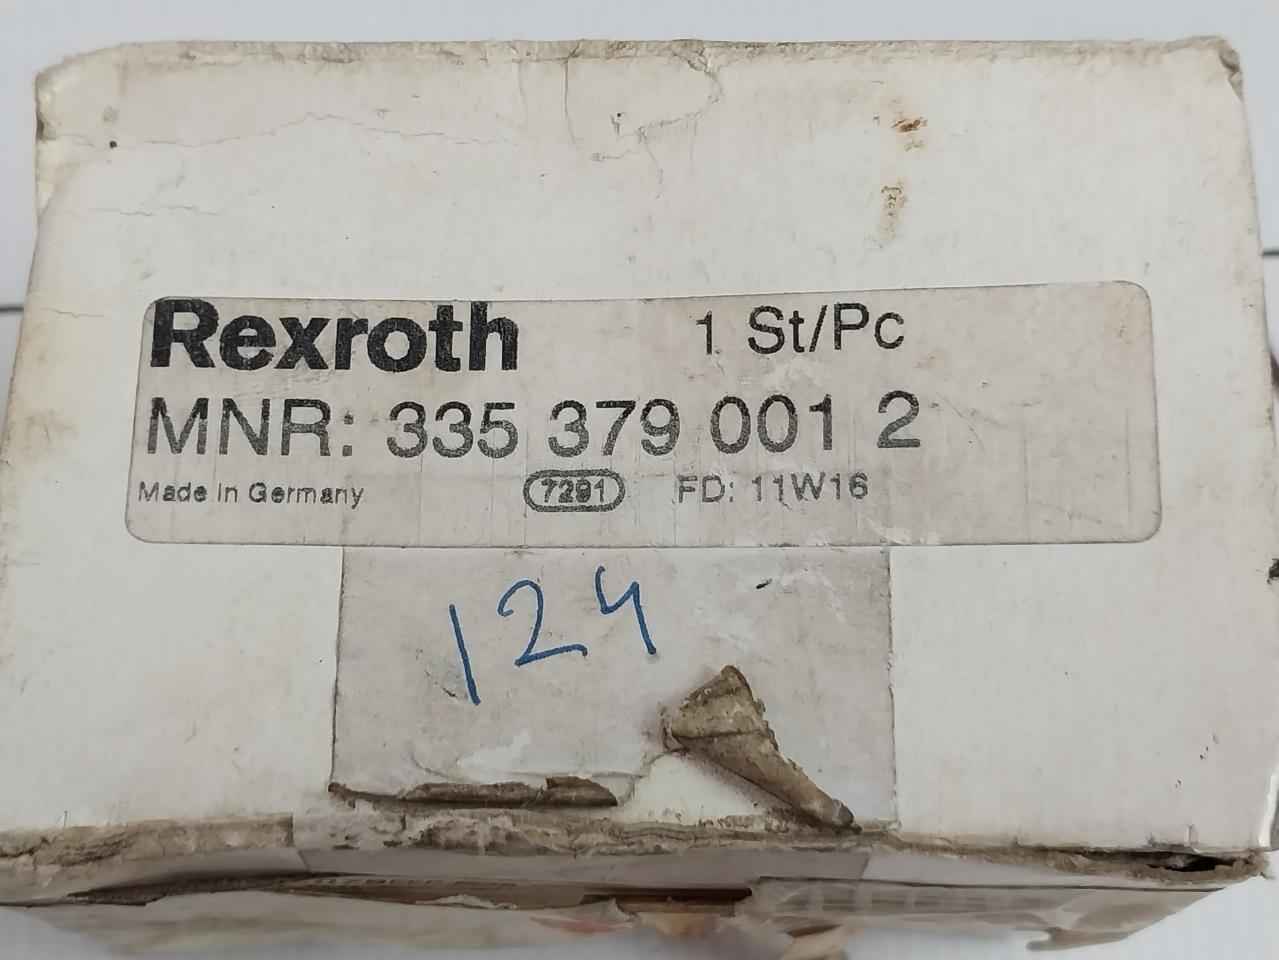 Rexroth 1 St/Pc
MNR: 335 379 001 2
Made in Germany 7291 FD: 11W16
124